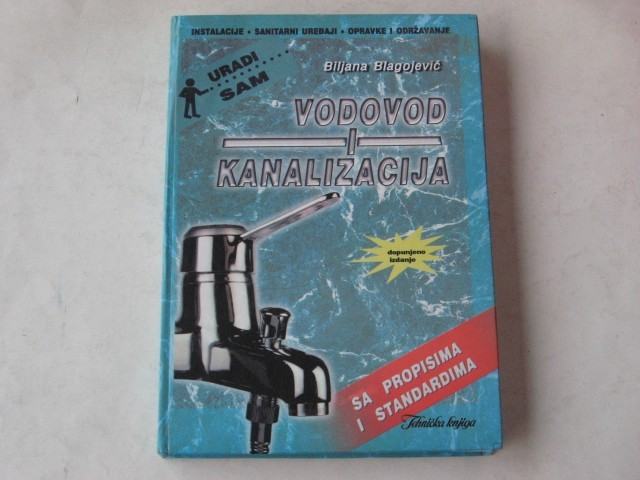 INSTALACIJE • SANITARNI UREĐAJI • OPRAVKE I ODRŽAVANJE
Biljana Blagojević
URADI
SAM
VODOVOD
I
KANALIZACIJA
dopunjeno
izdanje
SA PROPISIMA
I STANDARDIMA
Tehnička knjiga